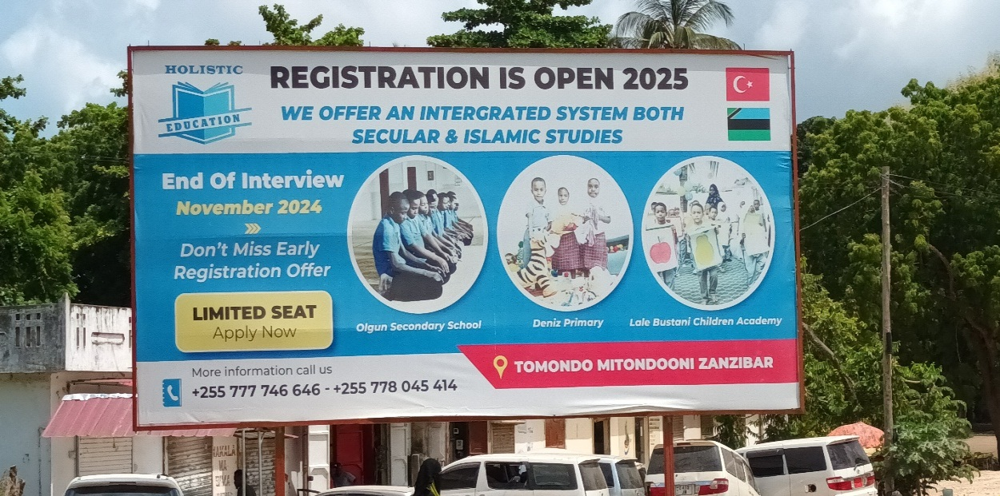 HOLISTIC
EDUCATION
REGISTRATION IS OPEN 2025
WE OFFER AN INTERGRATED SYSTEM BOTH
SECULAR & ISLAMIC STUDIES
End Of Interview
November 2024
Don't Miss Early
Registration Offer
LIMITED SEAT
Apply Now
Olgun Secondary School
Deniz Primary
Lale Bustani Children Academy
More information call us
+255 777 746 646 - +255 778 045 414
TOMONDO MITONDOONI ZANZIBAR
WA